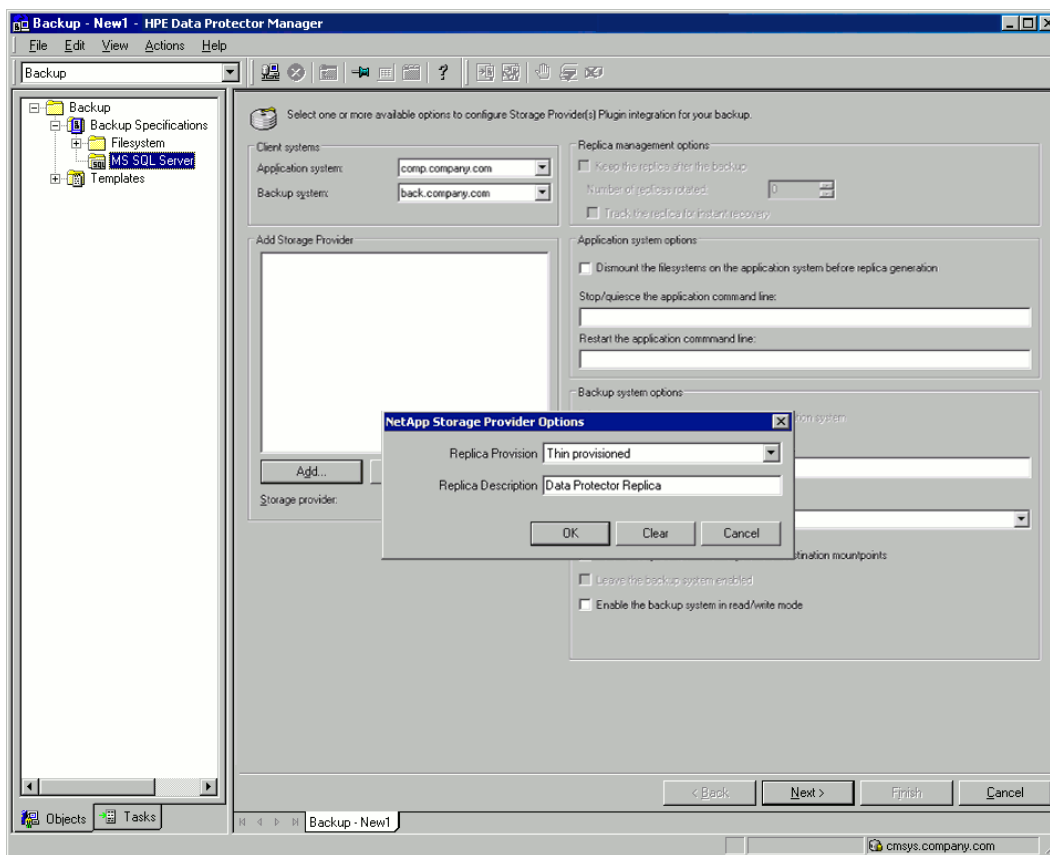 Backup - New1 - HPE Data Protector Manager
File Edit View Actions Help
Backup
Backup
Backup Specifications
Filesystem
MS SQL Server
Templates
Select one or more available options to configure Storage Provider(s) Plugin integration for your backup.
Client systems
Application system: comp.company.com
Backup system: back.company.com
Replica management options
Keep the replica after the backup
Number of replicas rotated: 0
Track the replica for instant recovery
Add Storage Provider
Add...
Storage provider:
Application system options
Dismount the filesystems on the application system before replica generation
Stop/quiesce the application command line:
Restart the application commmand line:
Backup system options
system
NetApp Storage Provider Options
Replica Provision Thin provisioned
Replica Description Data Protector Replica
OK Clear Cancel
stination mountpoints
Leave the backup system enabled
Enable the backup system in read/write mode
< Back Next > Finish Cancel
Objects Tasks
Backup - New1
cmsys.company.com